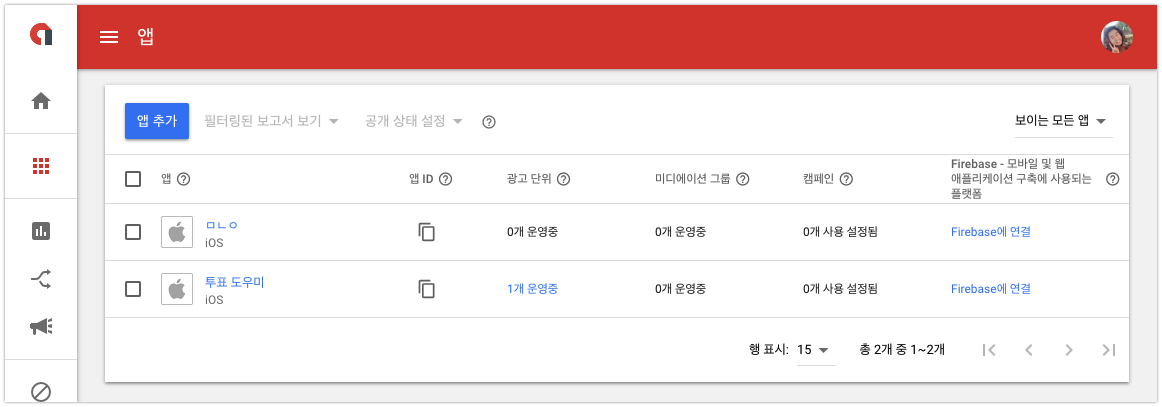 앱
앱 추가 필터링된 보고서 보기 공개 상태 설정 보이는 모든 앱
앱 앱 ID 광고 단위 미디에이션 그룹 캠페인 Firebase - 모바일 및 웹
애플리케이션 구축에 사용되는
플랫폼
ㅁㄴㅇ 0개 운영중 0개 운영중 0개 사용 설정됨 Firebase에 연결
iOS
투표 도우미 1개 운영중 0개 운영중 0개 사용 설정됨 Firebase에 연결
iOS
행 표시: 15 총 2개 중 1~2개